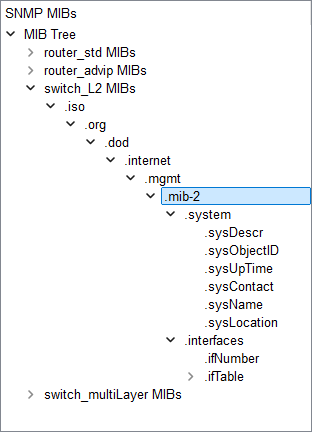 SNMP MIBs
MIB Tree
router_std MIBs
router_advip MIBs
switch_L2 MIBs
.iso
.org
.dod
.internet
.mgmt
.mib-2
.system
.sysDescr
.sysObjectID
.sysUpTime
.sysContact
.sysName
.sysLocation
.interfaces
.ifNumber
.ifTable
switch_multiLayer MIBs